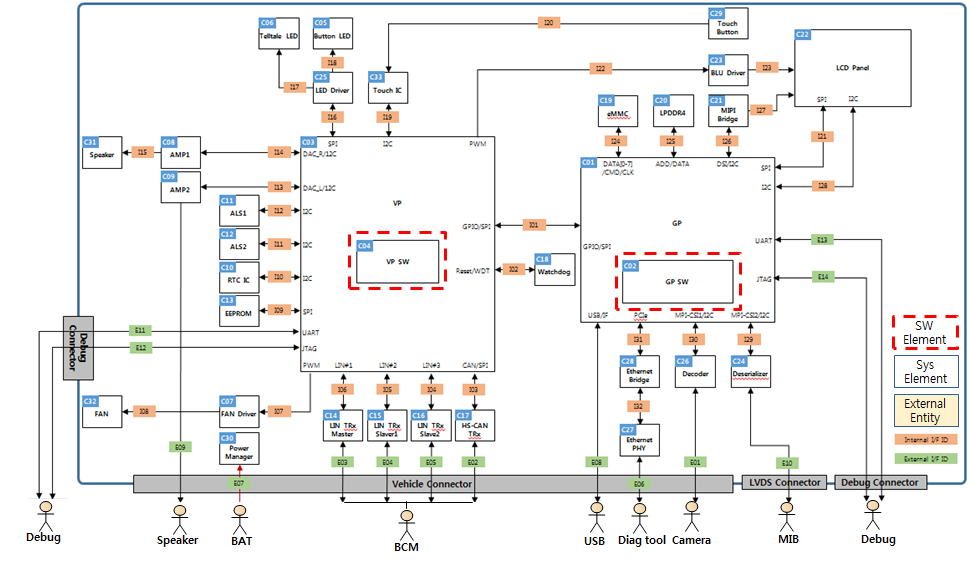 C06
Telltale LED
C05
Button LED
I20
C29
Touch
Button
I18
I17
C25
LED Driver
C33
Touch IC
I22
C23
BLU Driver
I23
C22
LCD Panel
SPI
I2C
I16
I19
C19
eMMC
C20
LPDDR4
C21
MIPI
Bridge
I27
I24
I25
I26
I21
I28
C31
Speaker
I15
C08
AMP1
I14
C03
SPI
I2C
PWM
DAC_R/I2C
C09
AMP2
I13
DAC_L/I2C
VP
C11
ALS1
I12
I2C
C12
ALS2
I11
I2C
C10
RTC IC
I10
I2C
C13
EEPROM
I09
SPI
C04
VP SW
GPIO/SPI
I01
Reset/WDT
I02
C18
Watchdog
C01
DATA[0-7]
/CMD/CLK
ADD/DATA
DSI/I2C
SPI
I2C
GP
GPIO/SPI
C02
GP SW
UART
E13
JTAG
E14
USB/IF
PCIe
MPI-CSI1/I2C
MPI-CSI2/I2C
E11
UART
E12
JTAG
Debug
Connector
PWM
LIN#1
LIN#2
LIN#3
CAN/SPI
I06
I05
I04
I03
C32
FAN
I08
C07
FAN Driver
I07
C30
Power
Manager
C14
LIN TRx
Master
C15
LIN TRx
Slaver1
C16
LIN TRx
Slave2
C17
HS-CAN
TRx
I31
I30
I29
C28
Ethernet
Bridge
C26
Decoder
C24
Deserializer
I32
C27
Ethernet
PHY
E09
E03
E04
E05
E02
E08
E01
E10
E07
E06
Vehicle Connector
LVDS Connector
Debug Connector
SW
Element
Sys
Element
External
Entity
Internal I/F ID
External I/F ID
Debug
Speaker
BAT
BCM
USB
Diag tool
Camera
MIB
Debug